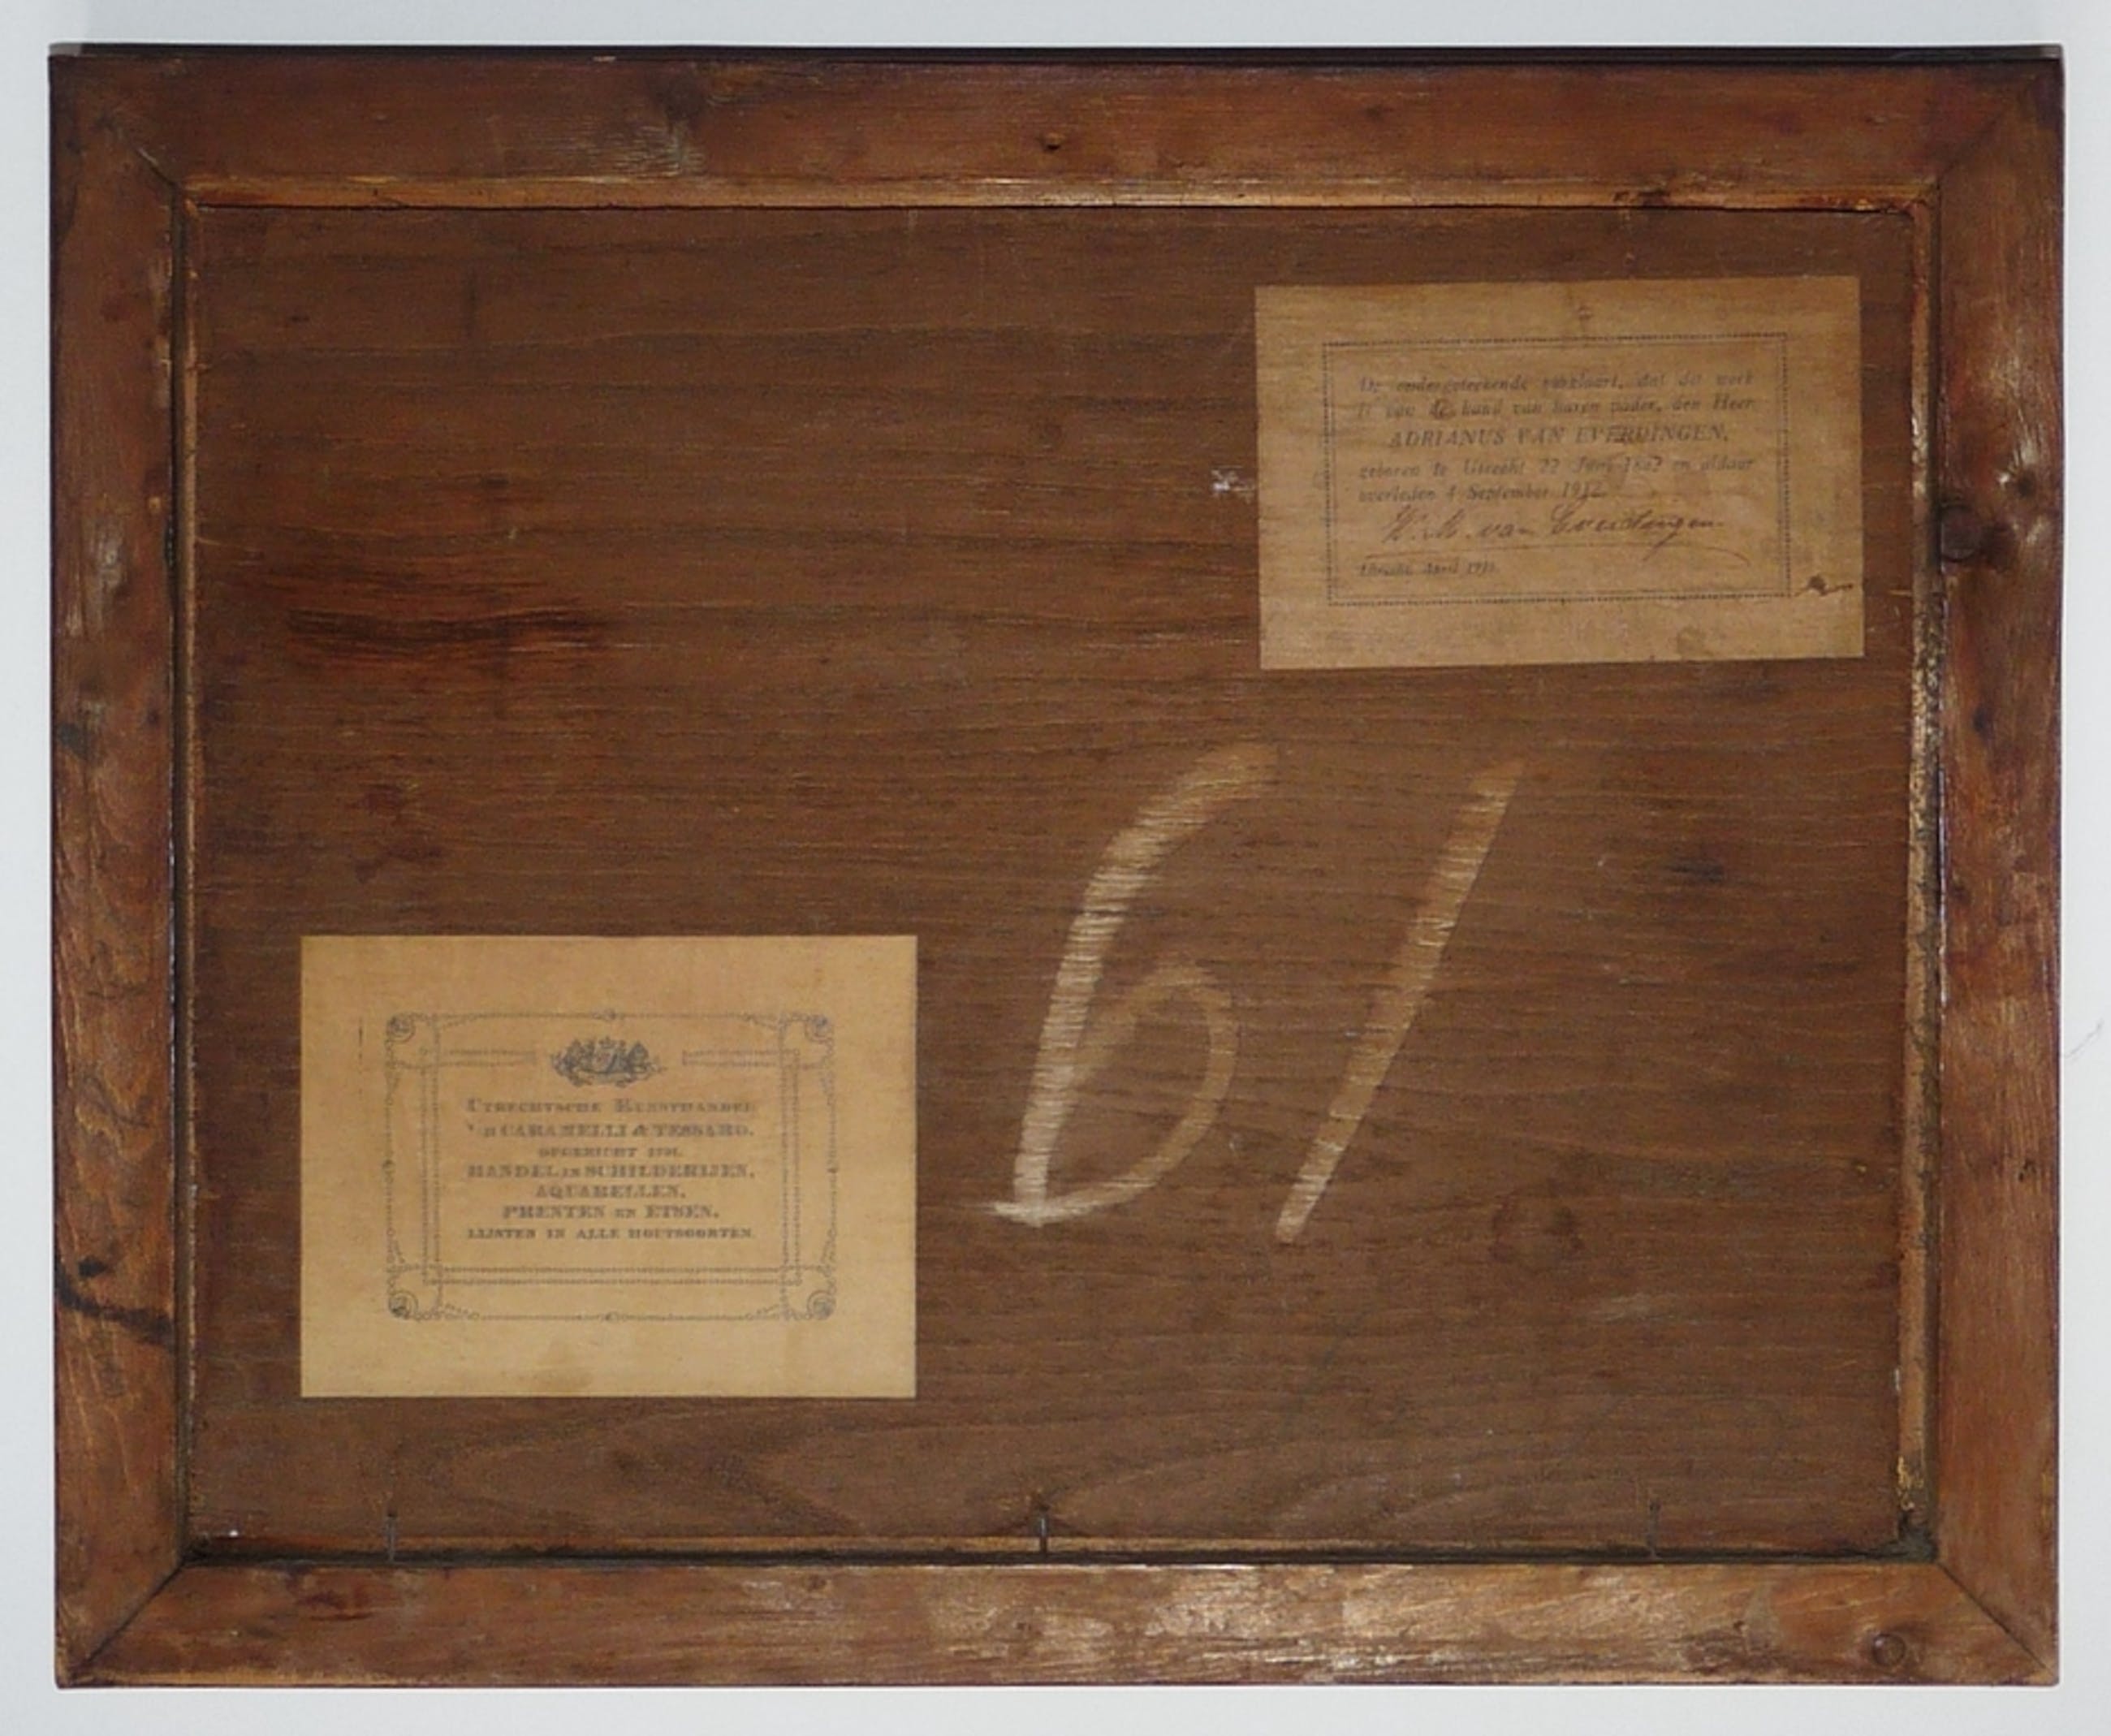 De ondergeteekende verklaart, dat dit werk
is van de hand van haren vader, den Heer
ADRIANUS VAN EVERDINGEN,
geboren te Utrecht 22 Juni en aldaar
overleden 4 September 1912.
W. M. van Everdingen
Utrecht, April
61
UTRECHTSCHE KUNSTHANDEL
CARAMELLI & TESSARO.
OPGERICHT
HANDEL IN SCHILDERIJEN,
AQUARELLEN,
PRENTEN EN ETSEN,
LIJSTEN IN ALLE HOUTSOORTEN.